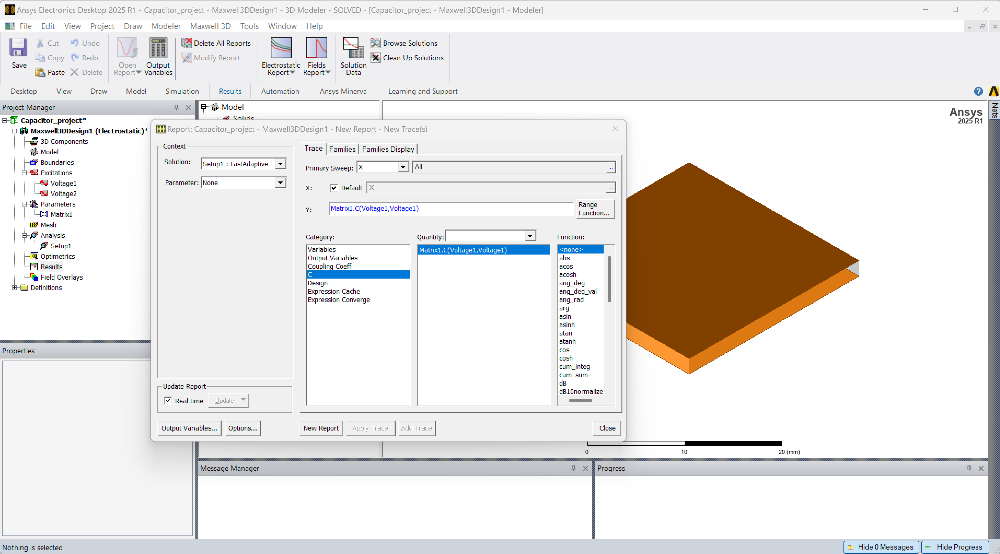 Ansys Electronics Desktop 2025 R1 - Capacitor_project - Maxwell3DDesign1 - 3D Modeler - SOLVED - [Capacitor_project - Maxwell3DDesign1 - Modeler]
File Edit View Project Draw Modeler Maxwell 3D Tools Window Help
Save
Cut
Copy
Paste
Undo
Redo
Delete
Open Report
Output Variables
Delete All Reports
Modify Report
Electrostatic Report
Fields Report
Solution Data
Browse Solutions
Clean Up Solutions
Desktop View Draw Model Simulation Results Automation Ansys Minerva Learning and Support
Project Manager
Capacitor_project*
Maxwell3DDesign1 (Electrostatic)*
3D Components
Model
Boundaries
Excitations
Voltage1
Voltage2
Parameters
Matrix1
Mesh
Analysis
Setup1
Optimetrics
Results
Field Overlays
Definitions
Properties
Model
Solids
Nets
Ansys
2025 R1
Report: Capacitor_project - Maxwell3DDesign1 - New Report - New Trace(s)
Context
Solution: Setup1 : LastAdaptive
Parameter: None
Update Report
Real time Update
Output Variables... Options...
Trace Families Families Display
Primary Sweep: X All ...
X: Default X ...
Y: Matrix1.C(Voltage1,Voltage1)
Range Function...
Category:
Variables
Output Variables
Coupling Coeff
C
Design
Expression Cache
Expression Converge
Quantity:
Matrix1.C(Voltage1,Voltage1)
Function:
<none>
abs
acos
acosh
ang_deg
ang_deg_val
ang_rad
arg
asin
asinh
atan
atanh
cos
cosh
cum_integ
cum_sum
dB
dB10normalize
New Report Apply Trace Add Trace Close
0 10 20 (mm)
Message Manager
Progress
Nothing is selected
Hide 0 Messages Hide Progress